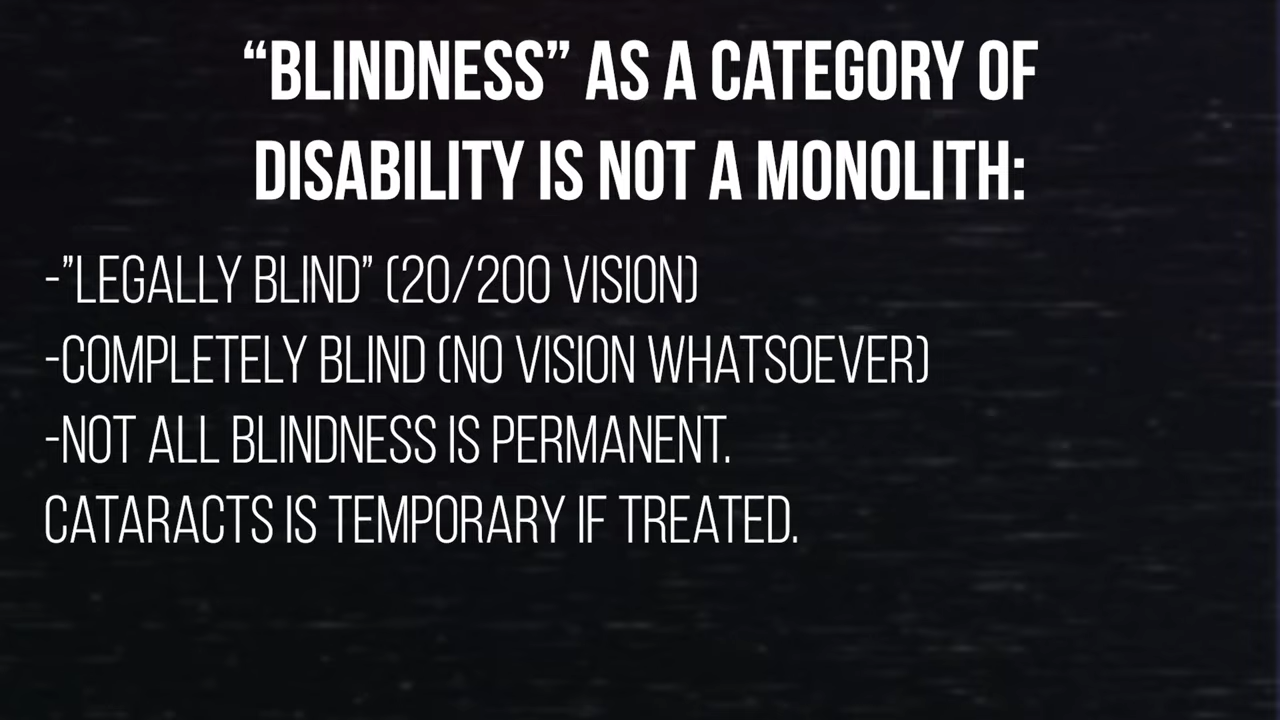 “BLINDNESS” AS A CATEGORY OF
DISABILITY IS NOT A MONOLITH:
-”LEGALLY BLIND” (20/200 VISION)
-COMPLETELY BLIND (NO VISION WHATSOEVER)
-NOT ALL BLINDNESS IS PERMANENT.
CATARACTS IS TEMPORARY IF TREATED.